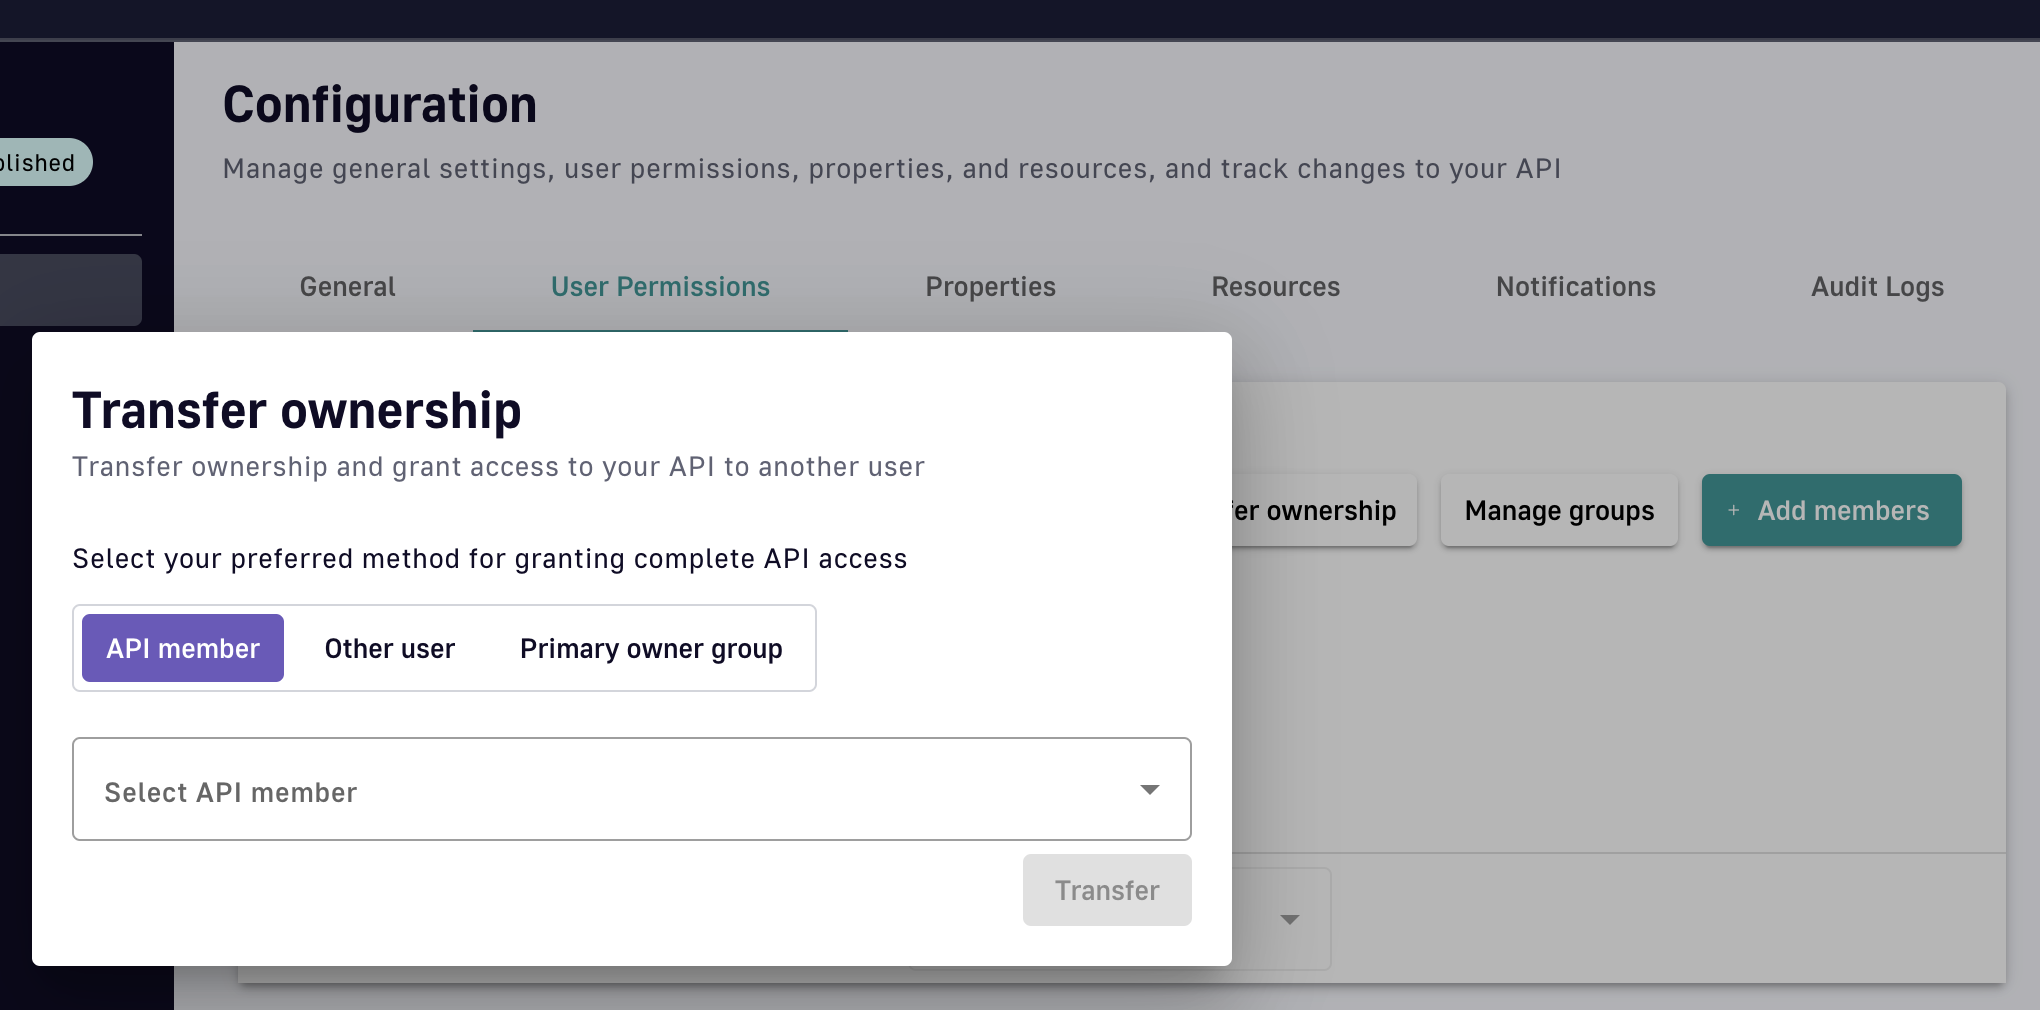 Configuration
Manage general settings, user permissions, properties, and resources, and track changes to your API
General
User Permissions
Properties
Resources
Notifications
Audit Logs
Transfer ownership
Transfer ownership and grant access to your API to another user
ownership
Manage groups
+ Add members
Select your preferred method for granting complete API access
API member
Other user
Primary owner group
Select API member
Transfer